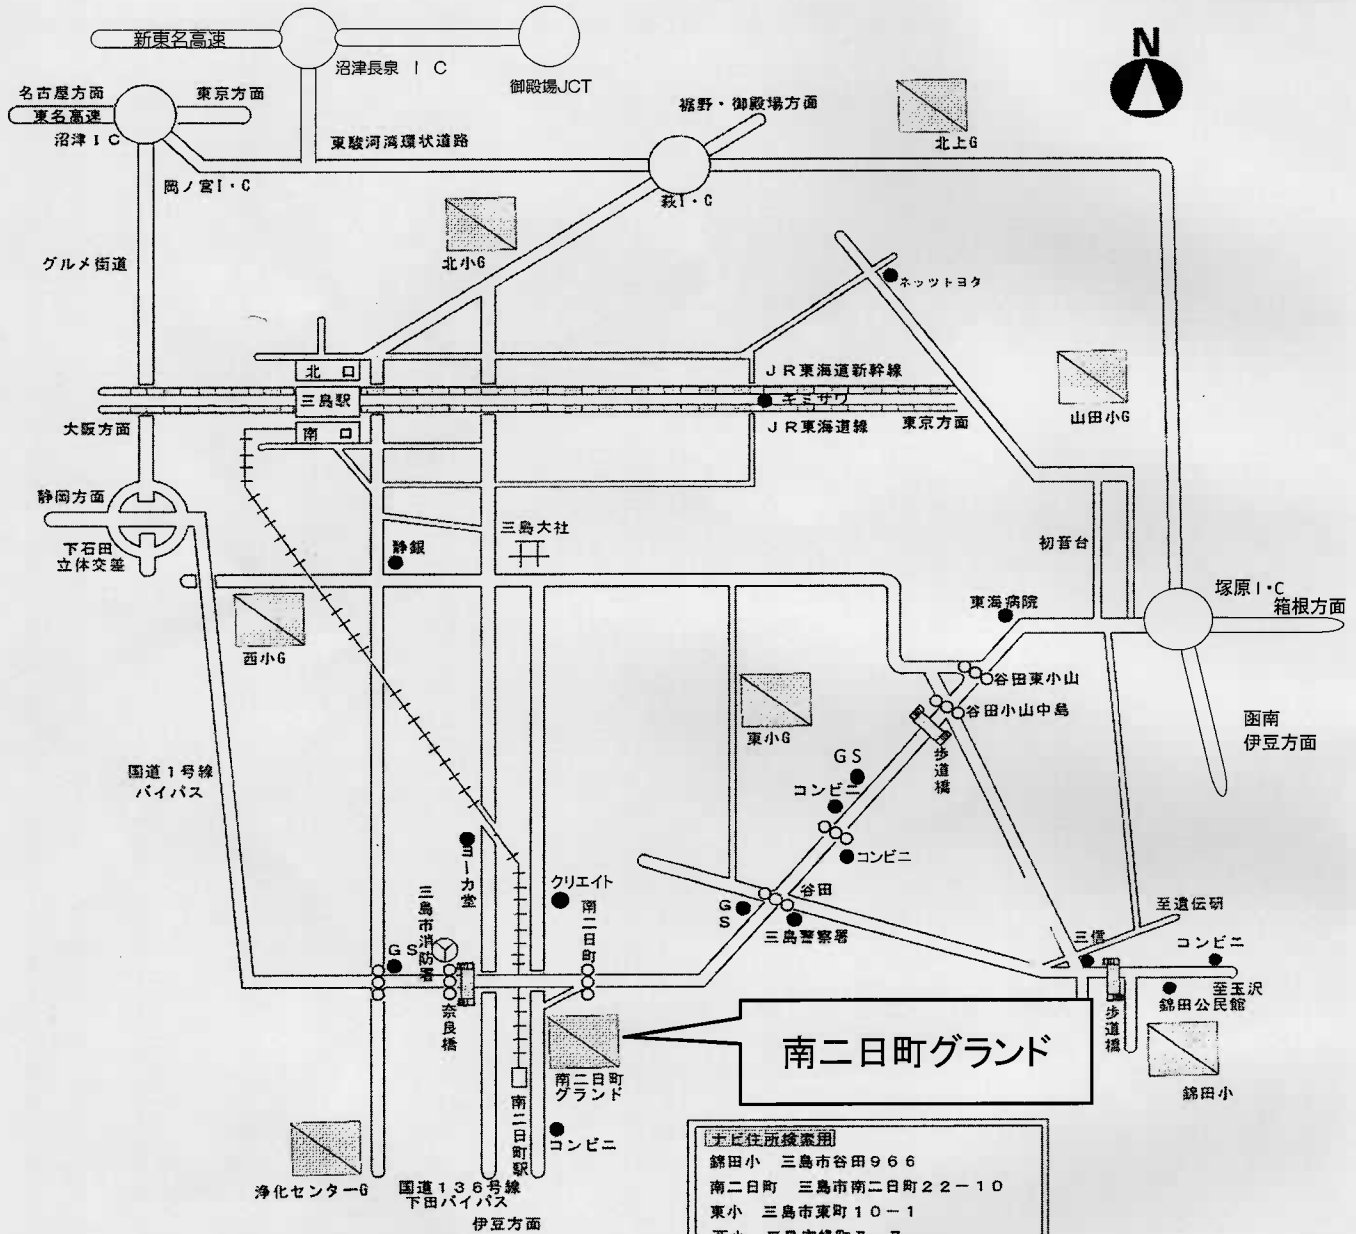 新東名高速
沼津長泉 I C
御殿場JCT
N
名古屋方面
東京方面
東名高速
沼津IC
東駿河湾環状道路
裾野・御殿場方面
北上G
岡ノ宮I・C
萩I・C
北小G
グルメ街道
ネッツトヨタ
北 口
三島駅
南 口
JR東海道新幹線
キミサワ
JR東海道線
東京方面
大阪方面
山田小G
静岡方面
下石田
立体交差
静銀
三島大社
初音台
塚原I・C
箱根方面
東海病院
西小G
谷田東小山
谷田小山中島
東小G
函南
伊豆方面
歩道橋
国道1号線
バイパス
GS
コンビニ
コンビニ
ヨーカ堂
クリエイト
谷田
GS
三島警察署
三島市消防署
GS
南二日町
奈良橋
至遺伝研
三信
コンビニ
至玉沢
錦田公民館
歩道橋
錦田小
南二日町グランド
南二日町
グランド
南二日町駅
コンビニ
浄化センターG
国道136号線
下田バイパス
伊豆方面
ナビ住所検索用
錦田小 三島市谷田966
南二日町 三島市南二日町22-10
東小 三島市東町10-1